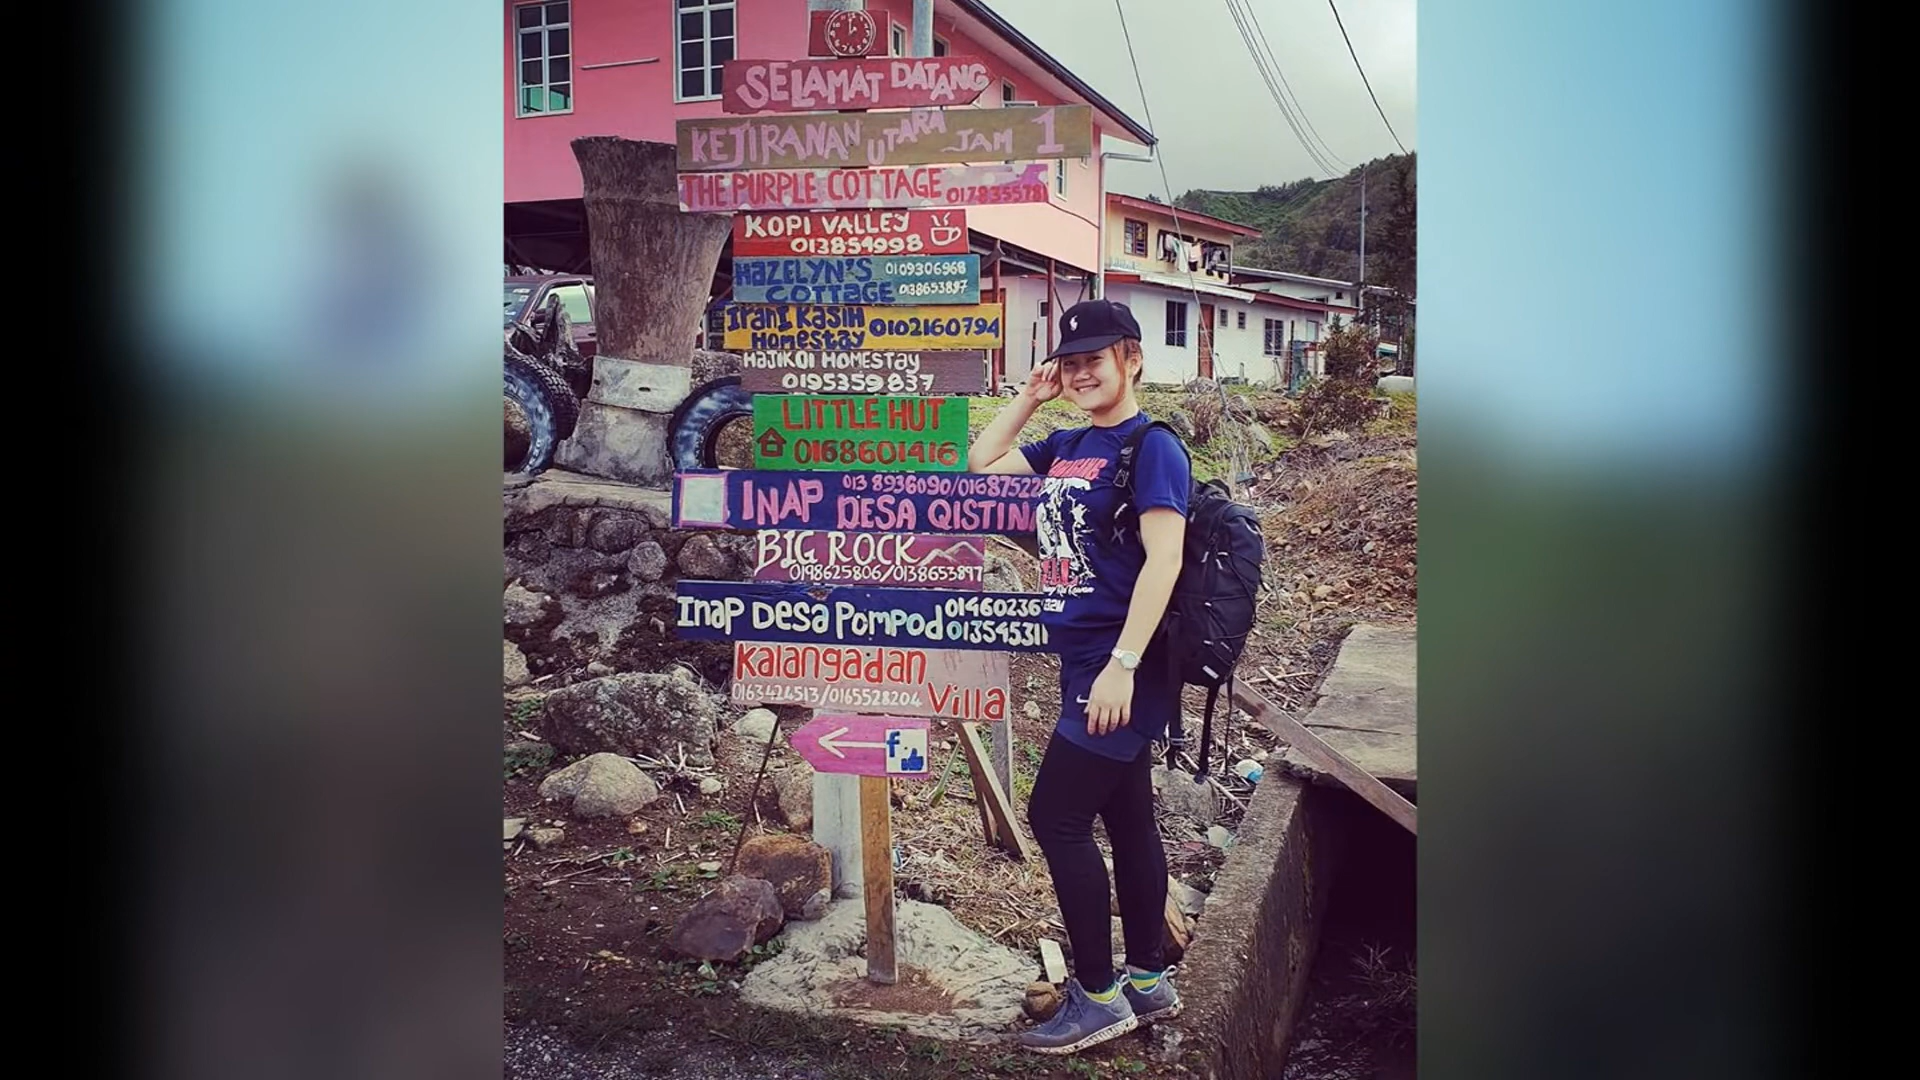 SELAMAT DATANG
KEJIRANAN UTARA JAM 1
THE PURPLE COTTAGE 017835578
KOPI VALLEY
013854998
HAZELYN'S 0109306968
COTTAGE 0138653897
Irani Kasih 0102160794
Homestay
HAJIKOI HOMESTAY
0195359837
LITTLE HUT
0168601416
013 8936090/01687522
INAP DESA QISTINA
BIG ROCK
0198625806/0138653897
Inap Desa Pompod 01460236
013545311
Kalangadan
0163424513/0165528204 Villa
f